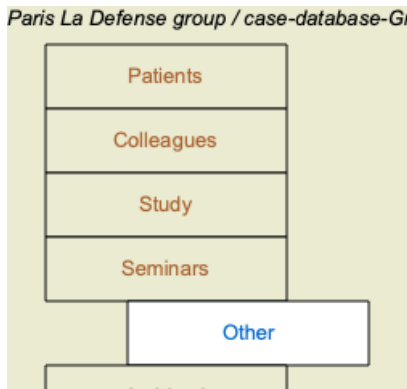 Paris La Defense group / case-database-Gr
Patients
Colleagues
Study
Seminars
Other